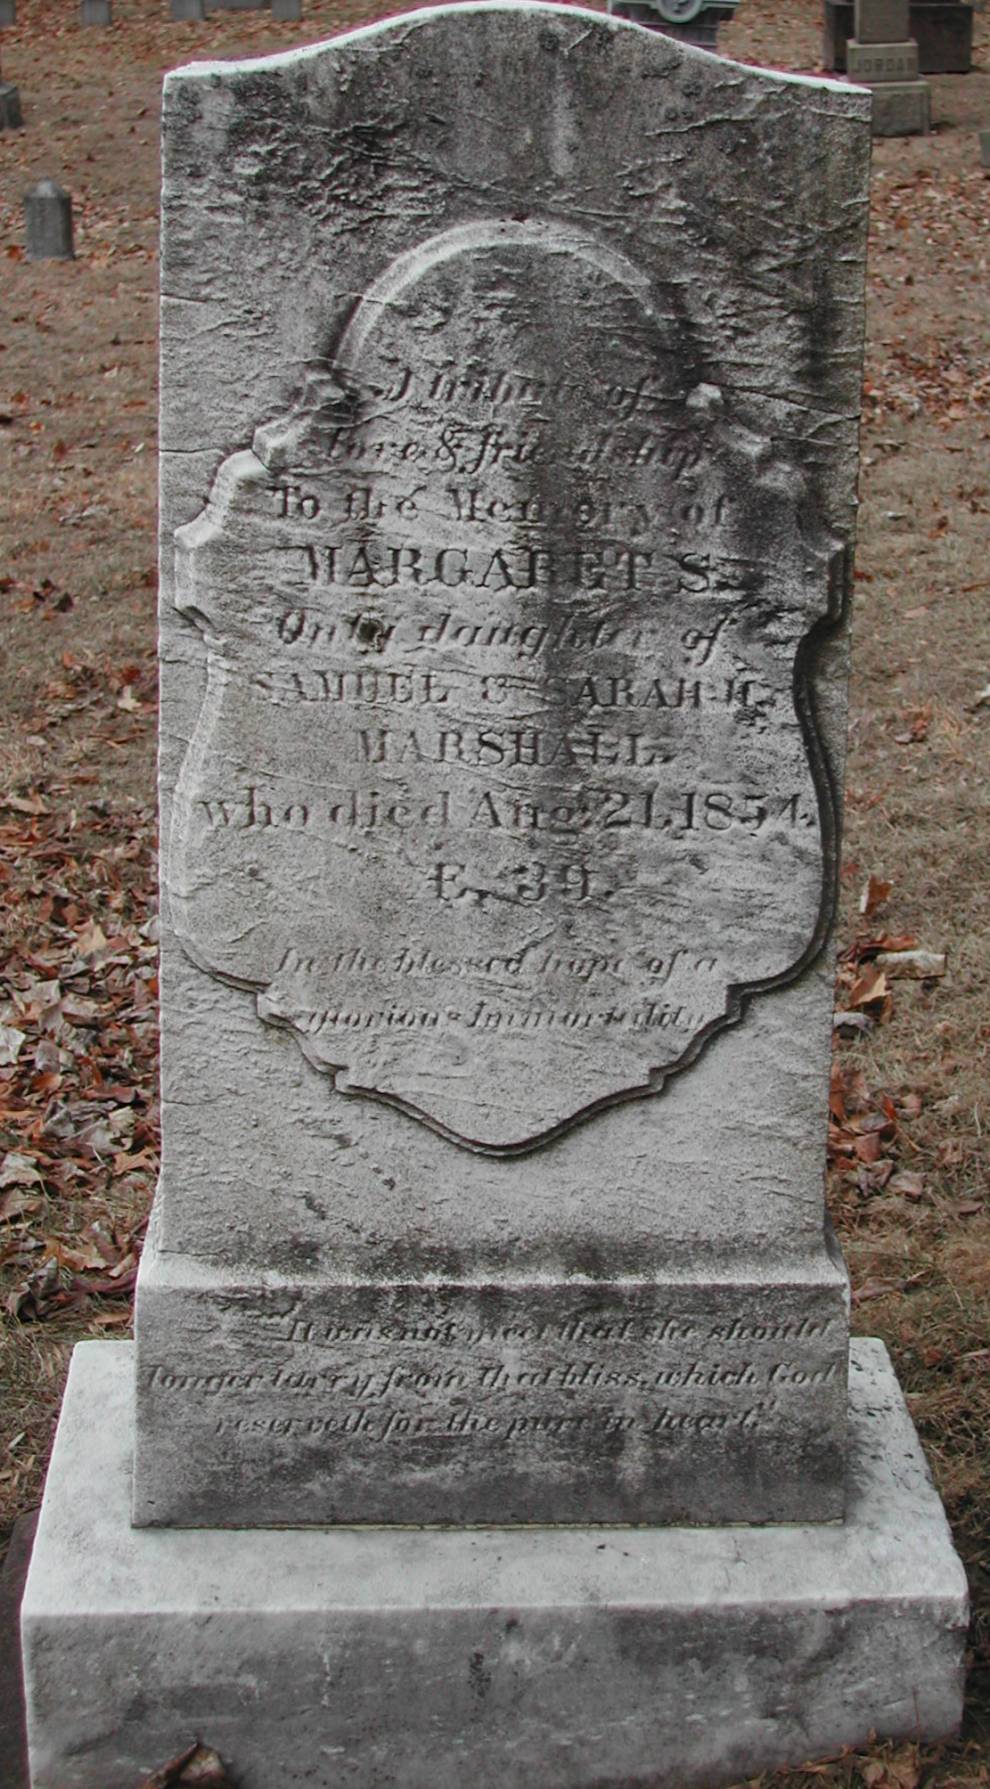 JORDAN
A tribute of
love & friendship
To the Memory of
MARGARET S.
Only daughter of
SAMUEL & SARAH H.
MARSHALL.
who died Aug. 21, 1854,
Æ. 39.
In the blessed hope of a
glorious Immortality.
It was not meet that she should
longer tarry from that bliss, which God
reserveth for the pure in heart."